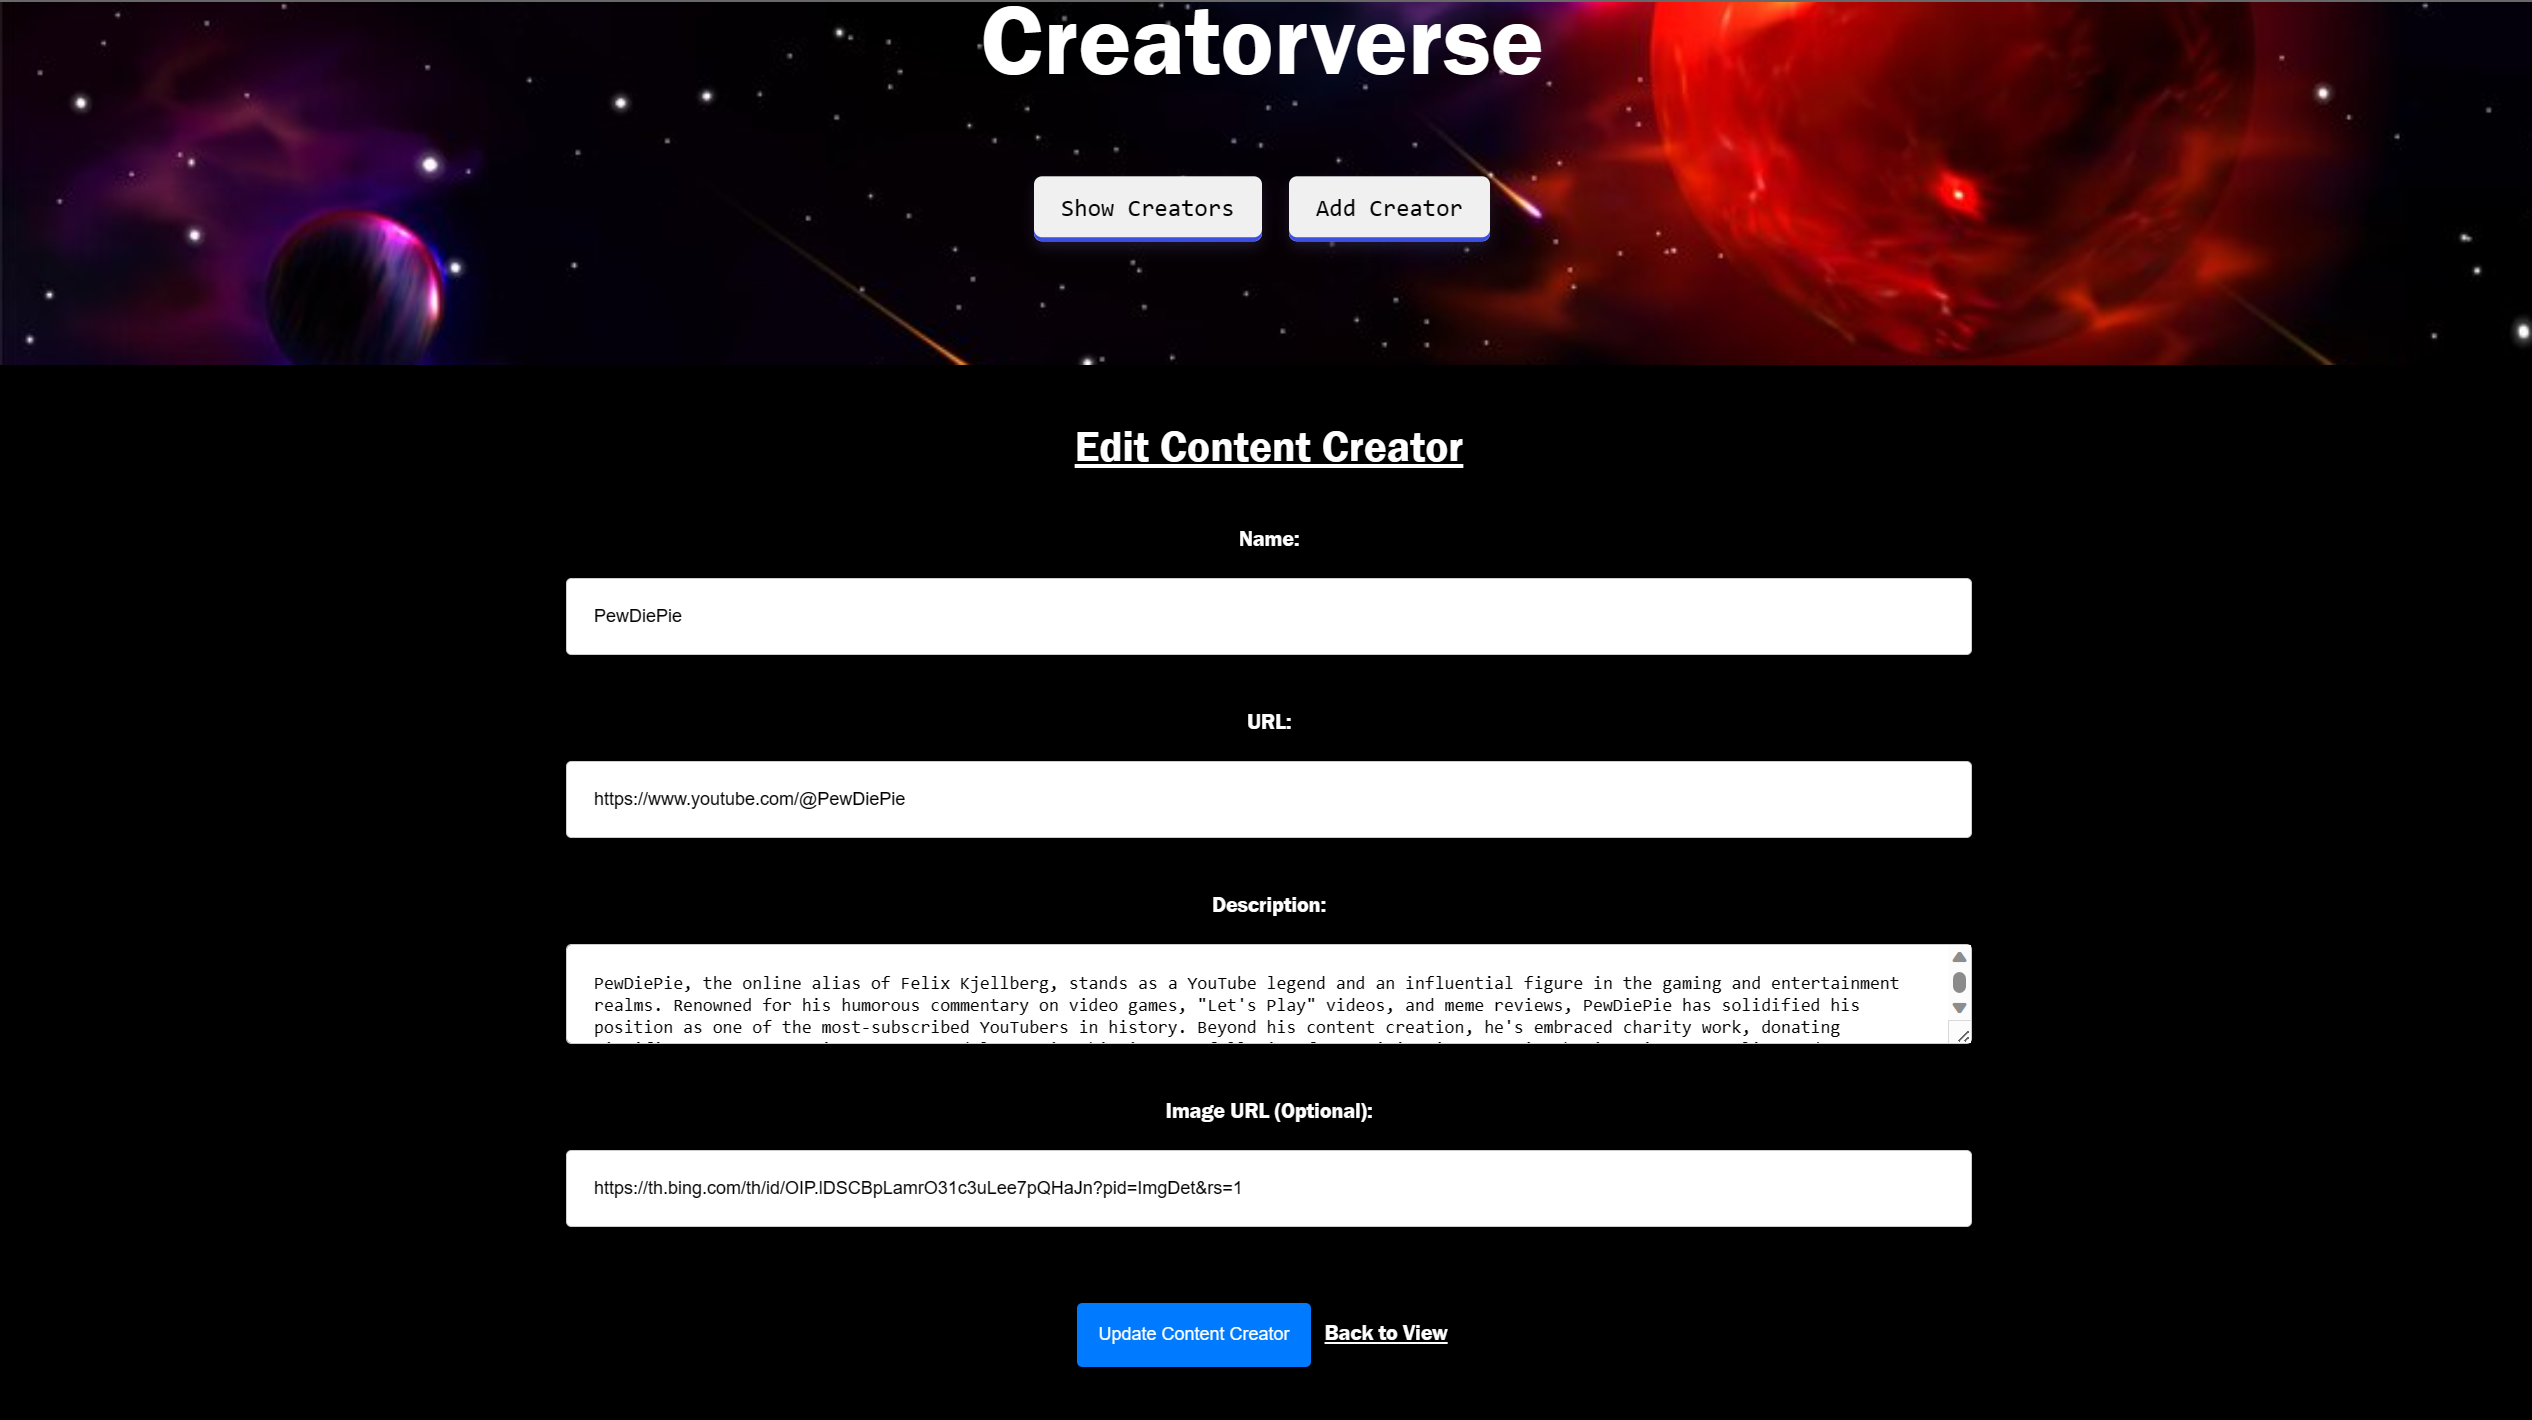 Creatorverse
Show Creators
Add Creator
Edit Content Creator
Name:
PewDiePie
URL:
https://www.youtube.com/@PewDiePie
Description:
PewDiePie, the online alias of Felix Kjellberg, stands as a YouTube legend and an influential figure in the gaming and entertainment
realms. Renowned for his humorous commentary on video games, "Let's Play" videos, and meme reviews, PewDiePie has solidified his
position as one of the most-subscribed YouTubers in history. Beyond his content creation, he's embraced charity work, donating
Image URL (Optional):
https://th.bing.com/th/id/OIP.lDSCBpLamrO31c3uLee7pQHaJn?pid=ImgDet&rs=1
Update Content Creator
Back to View